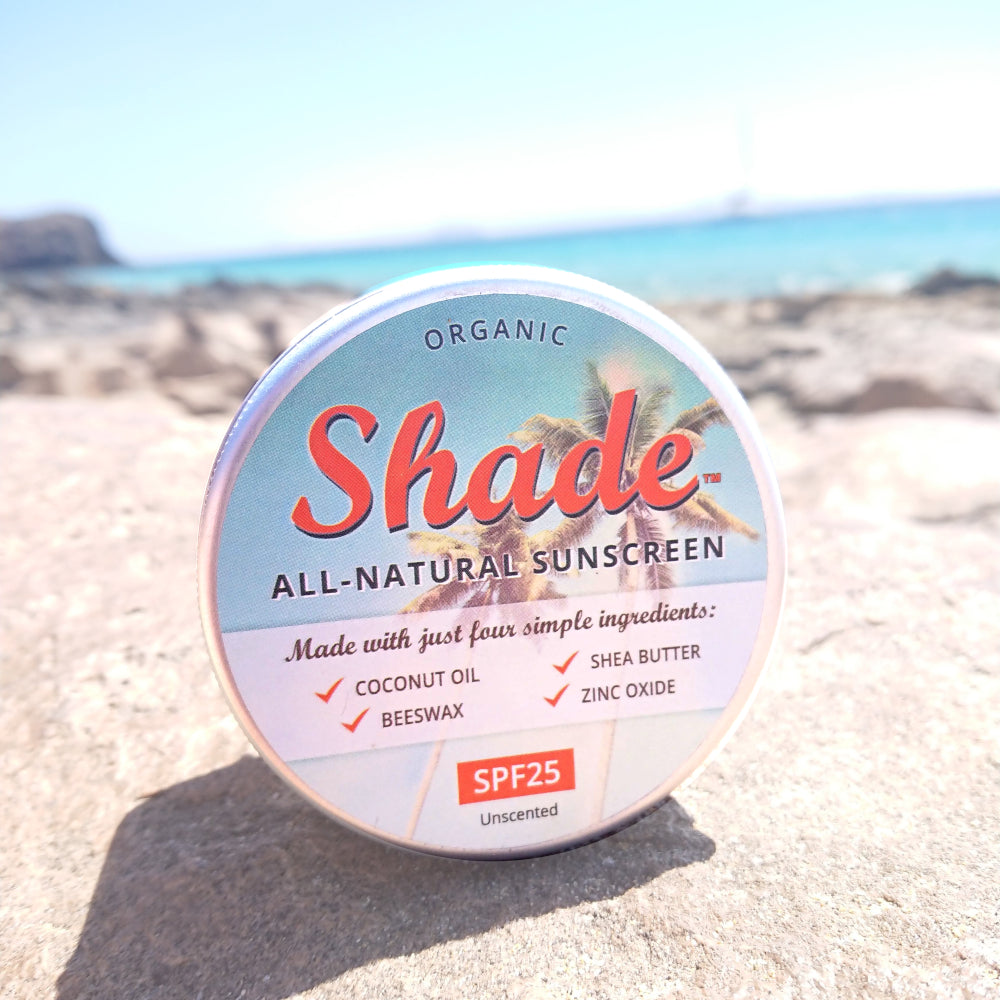 ORGANIC
Shade™
ALL-NATURAL SUNSCREEN
Made with just four simple ingredients:
COCONUT OIL SHEA BUTTER
BEESWAX ZINC OXIDE
SPF25
Unscented